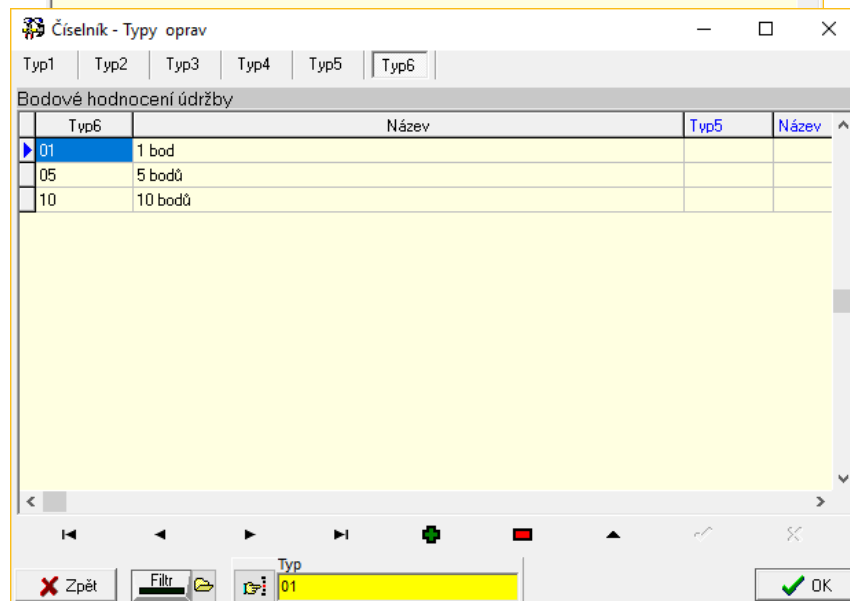 Číselník - Typy oprav
Typ1 Typ2 Typ3 Typ4 Typ5 Typ6
Bodové hodnocení údržby
Typ6 Název Typ5 Název
01 1 bod
05 5 bodů
10 10 bodů
Typ
Zpět Filtr 01 OK